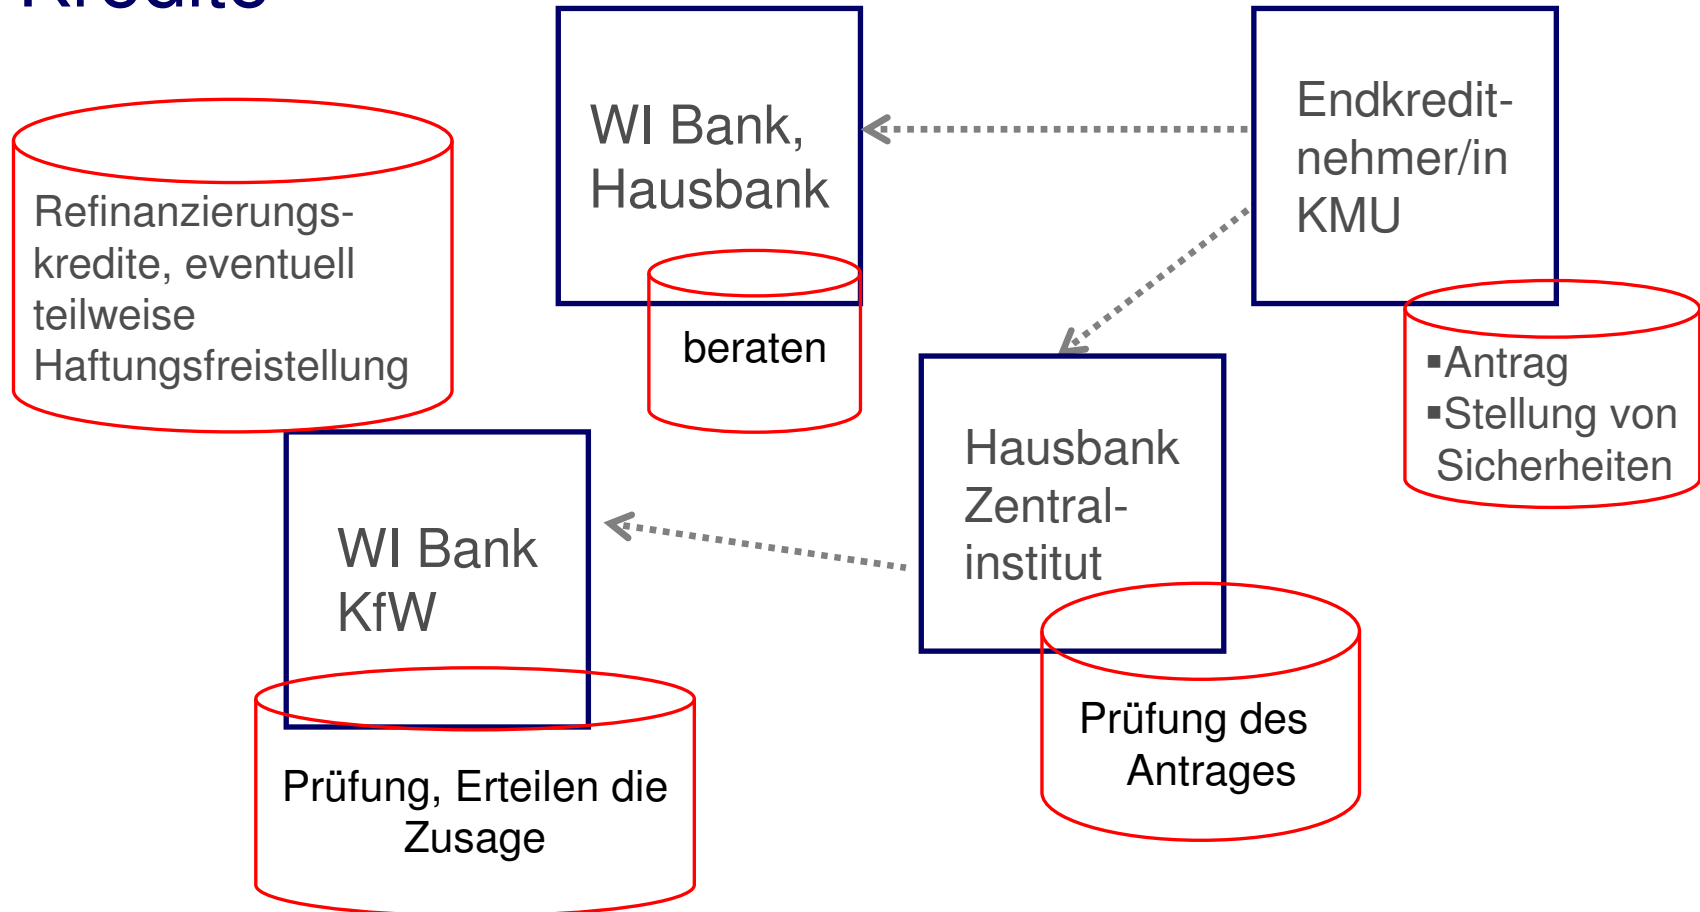 Kredite
WI Bank,
Hausbank
Endkredit-
nehmer/in
KMU
Refinanzierungs-
kredite, eventuell
teilweise
Haftungsfreistellung
beraten
▪Antrag
▪Stellung von
Sicherheiten
Hausbank
Zentral-
institut
WI Bank
KfW
Prüfung des
Antrages
Prüfung, Erteilen die
Zusage